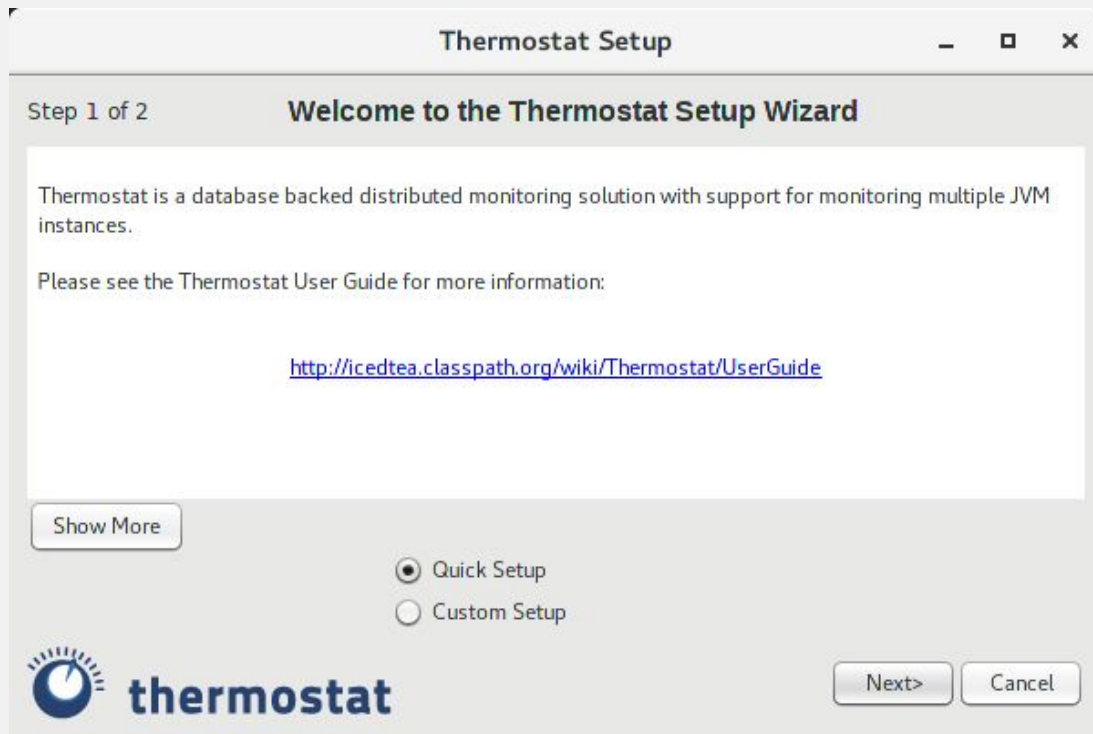 Thermostat Setup
Step 1 of 2
Welcome to the Thermostat Setup Wizard
Thermostat is a database backed distributed monitoring solution with support for monitoring multiple JVM
instances.
Please see the Thermostat User Guide for more information:
http://icedtea.classpath.org/wiki/Thermostat/UserGuide
Show More
Quick Setup
Custom Setup
thermostat
Next>
Cancel